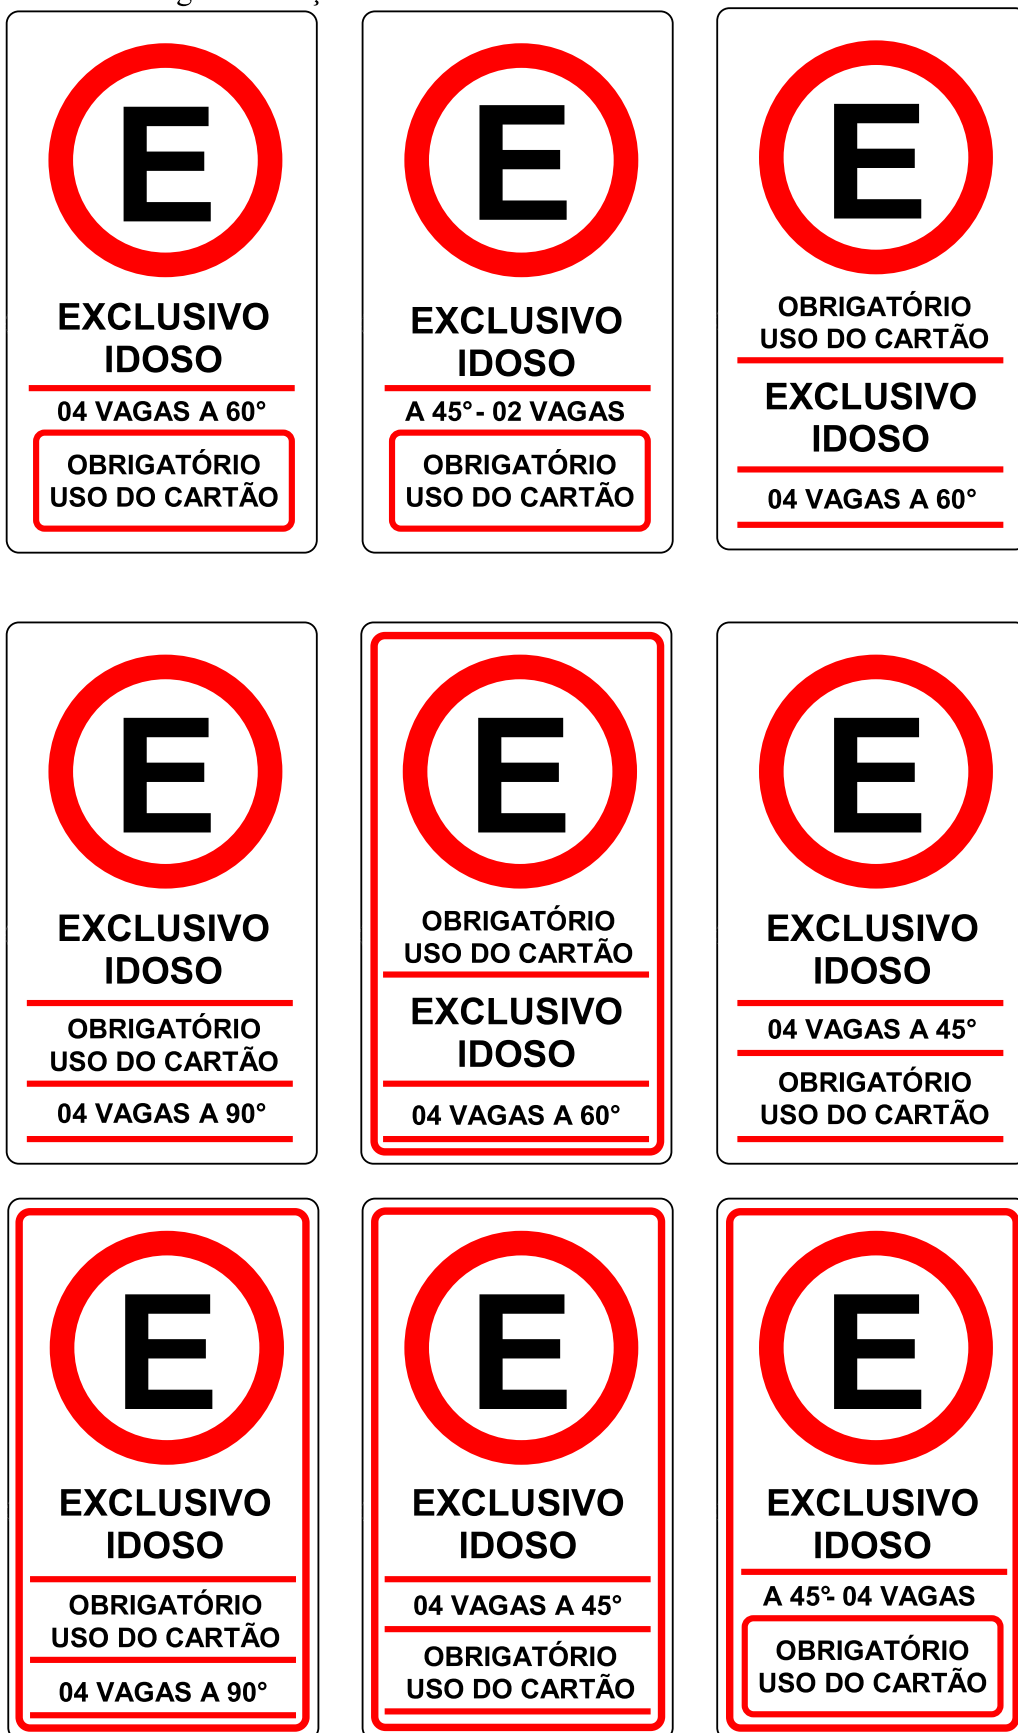 E
EXCLUSIVO
IDOSO
04 VAGAS A 60°
OBRIGATÓRIO
USO DO CARTÃO
E
EXCLUSIVO
IDOSO
A 45° - 02 VAGAS
OBRIGATÓRIO
USO DO CARTÃO
E
OBRIGATÓRIO
USO DO CARTÃO
EXCLUSIVO
IDOSO
04 VAGAS A 60°
E
EXCLUSIVO
IDOSO
OBRIGATÓRIO
USO DO CARTÃO
04 VAGAS A 90°
E
OBRIGATÓRIO
USO DO CARTÃO
EXCLUSIVO
IDOSO
04 VAGAS A 60°
E
EXCLUSIVO
IDOSO
04 VAGAS A 45°
OBRIGATÓRIO
USO DO CARTÃO
E
EXCLUSIVO
IDOSO
OBRIGATÓRIO
USO DO CARTÃO
04 VAGAS A 90°
E
EXCLUSIVO
IDOSO
04 VAGAS A 45°
OBRIGATÓRIO
USO DO CARTÃO
E
EXCLUSIVO
IDOSO
A 45°- 04 VAGAS
OBRIGATÓRIO
USO DO CARTÃO